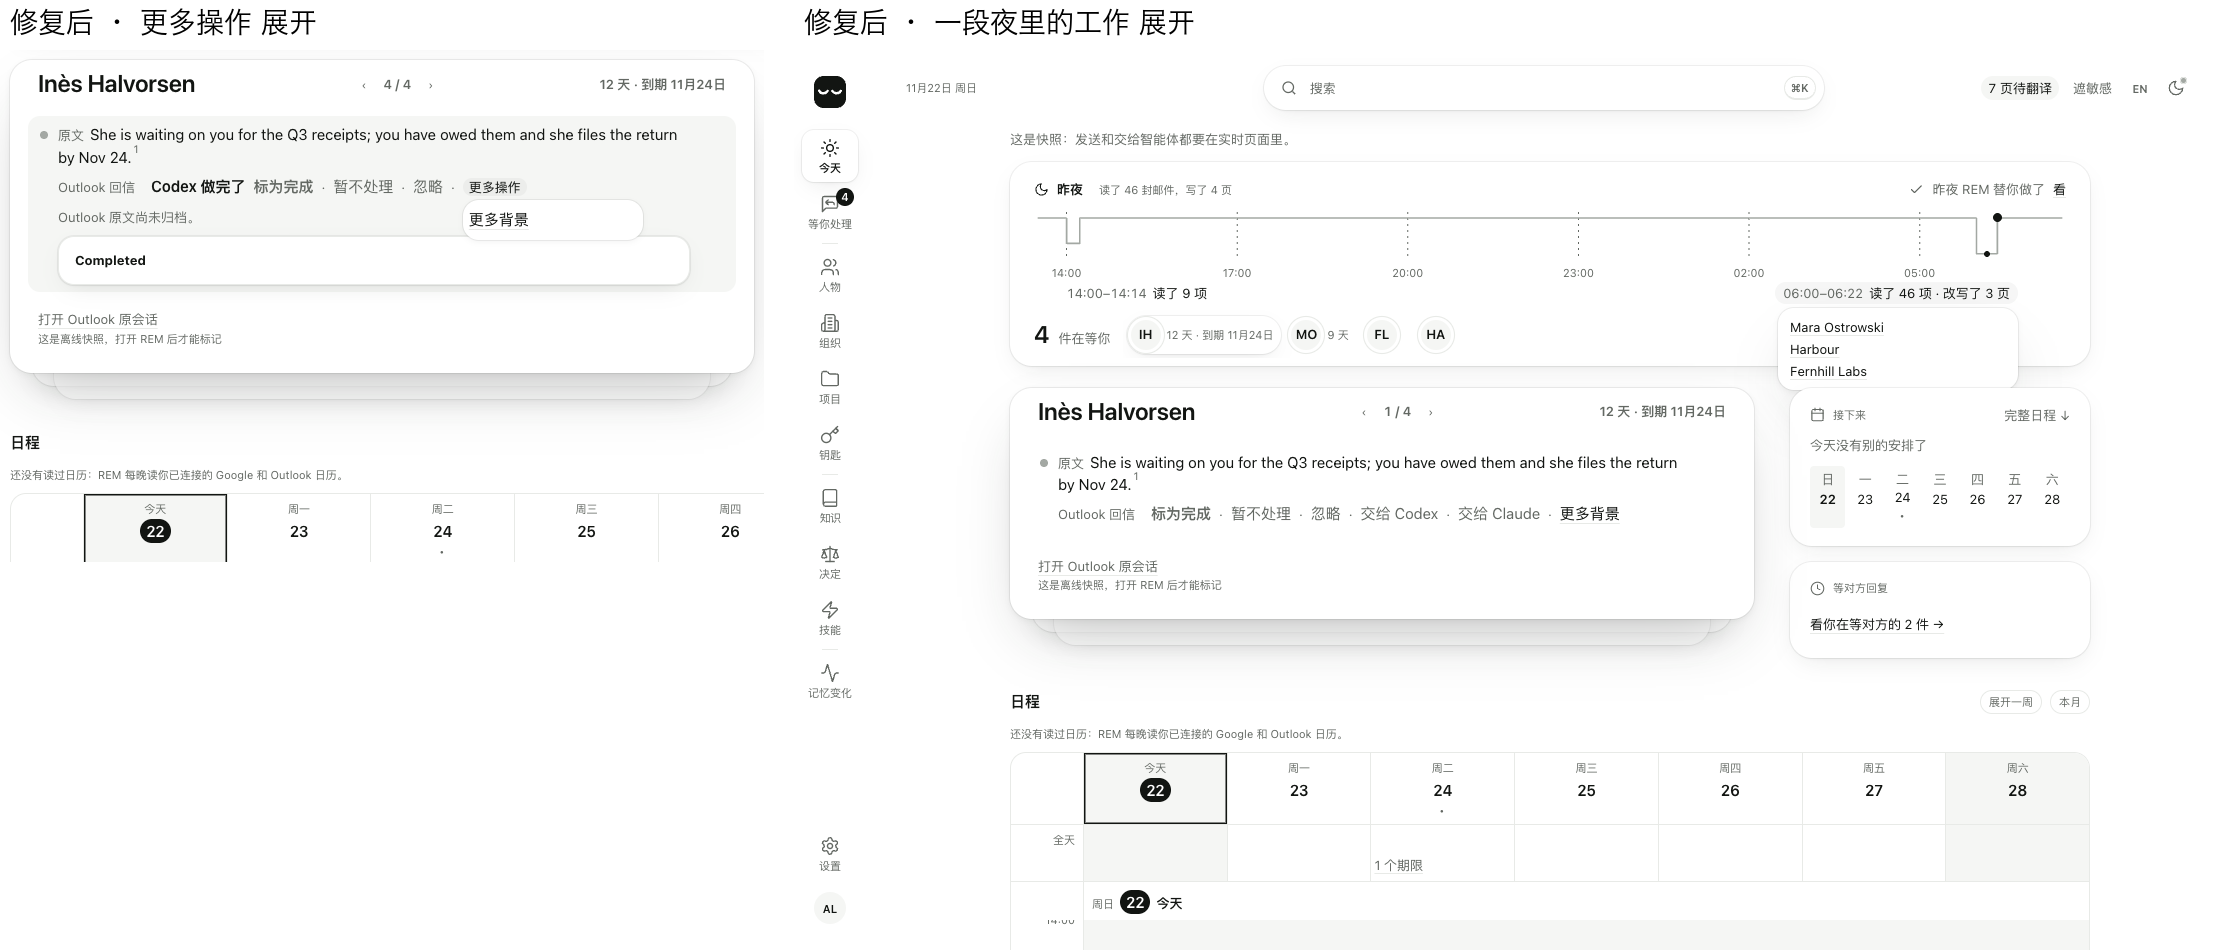 修复后 · 更多操作 展开
Inès Halvorsen
‹ 4 / 4 ›
12 天 · 到期 11月24日
原文 She is waiting on you for the Q3 receipts; you have owed them and she files the return
by Nov 24. 1
Outlook 回信 Codex 做完了 标为完成 · 暂不处理 · 忽略 · 更多操作
Outlook 原文尚未归档。
更多背景
Completed
打开 Outlook 原会话
这是离线快照，打开 REM 后才能标记
日程
还没有读过日历：REM 每晚读你已连接的 Google 和 Outlook 日历。
今天 周一 周二 周三 周四
22 23 24 25 26
修复后 · 一段夜里的工作 展开
11月22日 周日
搜索
⌘K
7 页待翻译
遮敏感
EN
今天
4
等你处理
人物
组织
项目
钥匙
知识
决定
技能
记忆变化
设置
AL
这是快照：发送和交给智能体都要在实时页面里。
昨夜 读了 46 封邮件，写了 4 页
昨夜 REM 替你做了 看
14:00 17:00 20:00 23:00 02:00 05:00
14:00–14:14 读了 9 项
06:00–06:22 读了 46 项 · 改写了 3 页
Mara Ostrowski
Harbour
Fernhill Labs
4 件在等你
IH 12 天 · 到期 11月24日
MO 9 天
FL
HA
Inès Halvorsen
‹ 1 / 4 ›
12 天 · 到期 11月24日
原文 She is waiting on you for the Q3 receipts; you have owed them and she files the return
by Nov 24. 1
Outlook 回信 标为完成 · 暂不处理 · 忽略 · 交给 Codex · 交给 Claude · 更多背景
打开 Outlook 原会话
这是离线快照，打开 REM 后才能标记
接下来
完整日程 ↓
今天没有别的安排了
日 一 二 三 四 五 六
22 23 24 25 26 27 28
等对方回复
看你在等对方的 2 件 →
日程
展开一周
本月
还没有读过日历：REM 每晚读你已连接的 Google 和 Outlook 日历。
今天 周一 周二 周三 周四 周五 周六
22 23 24 25 26 27 28
全天
1 个期限
周日 22 今天
14:00